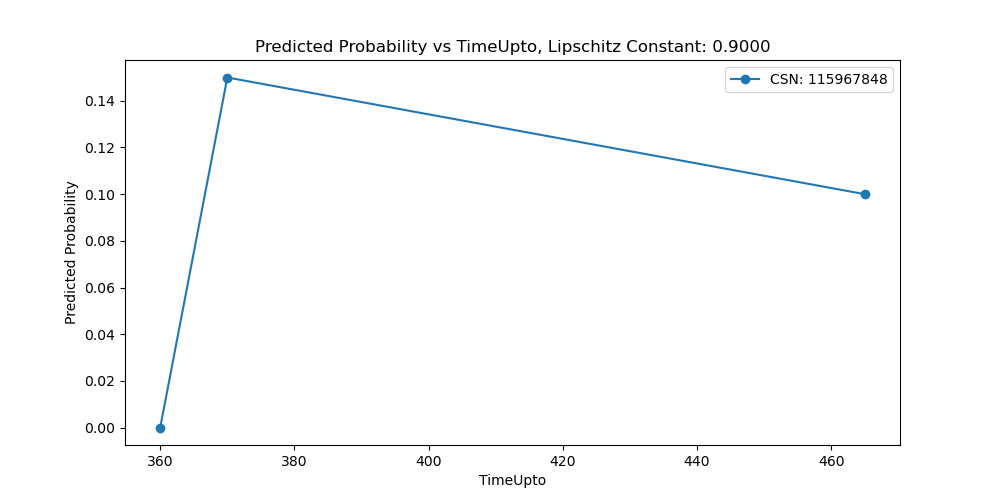 Predicted Probability vs TimeUpto, Lipschitz Constant: 0.9000
CSN: 115967848
Predicted Probability
0.14
0.12
0.10
0.08
0.06
0.04
0.02
0.00
360 380 400 420 440 460
TimeUpto